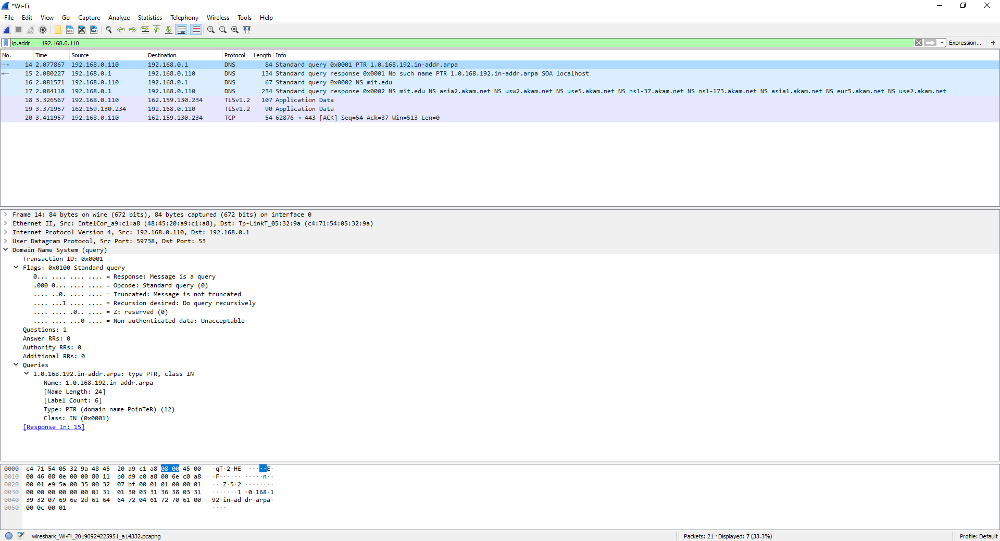 *Wi-Fi
File Edit View Go Capture Analyze Statistics Telephony Wireless Tools Help
ip.addr == 192.168.0.110 Expression... +
No. Time Source Destination Protocol Length Info
14 2.077867 192.168.0.110 192.168.0.1 DNS 84 Standard query 0x0001 PTR 1.0.168.192.in-addr.arpa
15 2.080227 192.168.0.1 192.168.0.110 DNS 134 Standard query response 0x0001 No such name PTR 1.0.168.192.in-addr.arpa SOA localhost
16 2.081571 192.168.0.110 192.168.0.1 DNS 67 Standard query 0x0002 NS mit.edu
17 2.084118 192.168.0.1 192.168.0.110 DNS 234 Standard query response 0x0002 NS mit.edu NS asia2.akam.net NS usw2.akam.net NS use5.akam.net NS ns1-37.akam.net NS ns1-173.akam.net NS asia1.akam.net NS eur5.akam.net NS use2.akam.net
18 3.326567 192.168.0.110 162.159.130.234 TLSv1.2 107 Application Data
19 3.371957 162.159.130.234 192.168.0.110 TLSv1.2 90 Application Data
20 3.411957 192.168.0.110 162.159.130.234 TCP 54 62876 → 443 [ACK] Seq=54 Ack=37 Win=513 Len=0
Frame 14: 84 bytes on wire (672 bits), 84 bytes captured (672 bits) on interface 0
Ethernet II, Src: IntelCor_a9:c1:a8 (48:45:20:a9:c1:a8), Dst: Tp-LinkT_05:32:9a (c4:71:54:05:32:9a)
Internet Protocol Version 4, Src: 192.168.0.110, Dst: 192.168.0.1
User Datagram Protocol, Src Port: 59738, Dst Port: 53
Domain Name System (query)
Transaction ID: 0x0001
Flags: 0x0100 Standard query
0... .... .... .... = Response: Message is a query
.000 0... .... .... = Opcode: Standard query (0)
.... ..0. .... .... = Truncated: Message is not truncated
.... ...1 .... .... = Recursion desired: Do query recursively
.... .... .0.. .... = Z: reserved (0)
.... .... ...0 .... = Non-authenticated data: Unacceptable
Questions: 1
Answer RRs: 0
Authority RRs: 0
Additional RRs: 0
Queries
1.0.168.192.in-addr.arpa: type PTR, class IN
Name: 1.0.168.192.in-addr.arpa
[Name Length: 24]
[Label Count: 6]
Type: PTR (domain name PoinTeR) (12)
Class: IN (0x0001)
[Response In: 15]
0000 c4 71 54 05 32 9a 48 45 20 a9 c1 a8 08 00 45 00 ·qT·2·HE ·····E·
0010 00 46 08 0e 00 00 80 11 b0 d9 c0 a8 00 6e c0 a8 ·F······ ·····n··
0020 00 01 e9 5a 00 35 00 32 07 bf 00 01 01 00 00 01 ···Z·5·2 ········
0030 00 00 00 00 00 00 01 31 01 30 03 31 36 38 03 31 ·······1 ·0·168·1
0040 39 32 07 69 6e 2d 61 64 64 72 04 61 72 70 61 00 92·in-ad dr·arpa·
0050 00 0c 00 01 ····
wireshark_Wi-Fi_20190924225951_a14332.pcapng Packets: 21 · Displayed: 7 (33.3%) Profile: Default